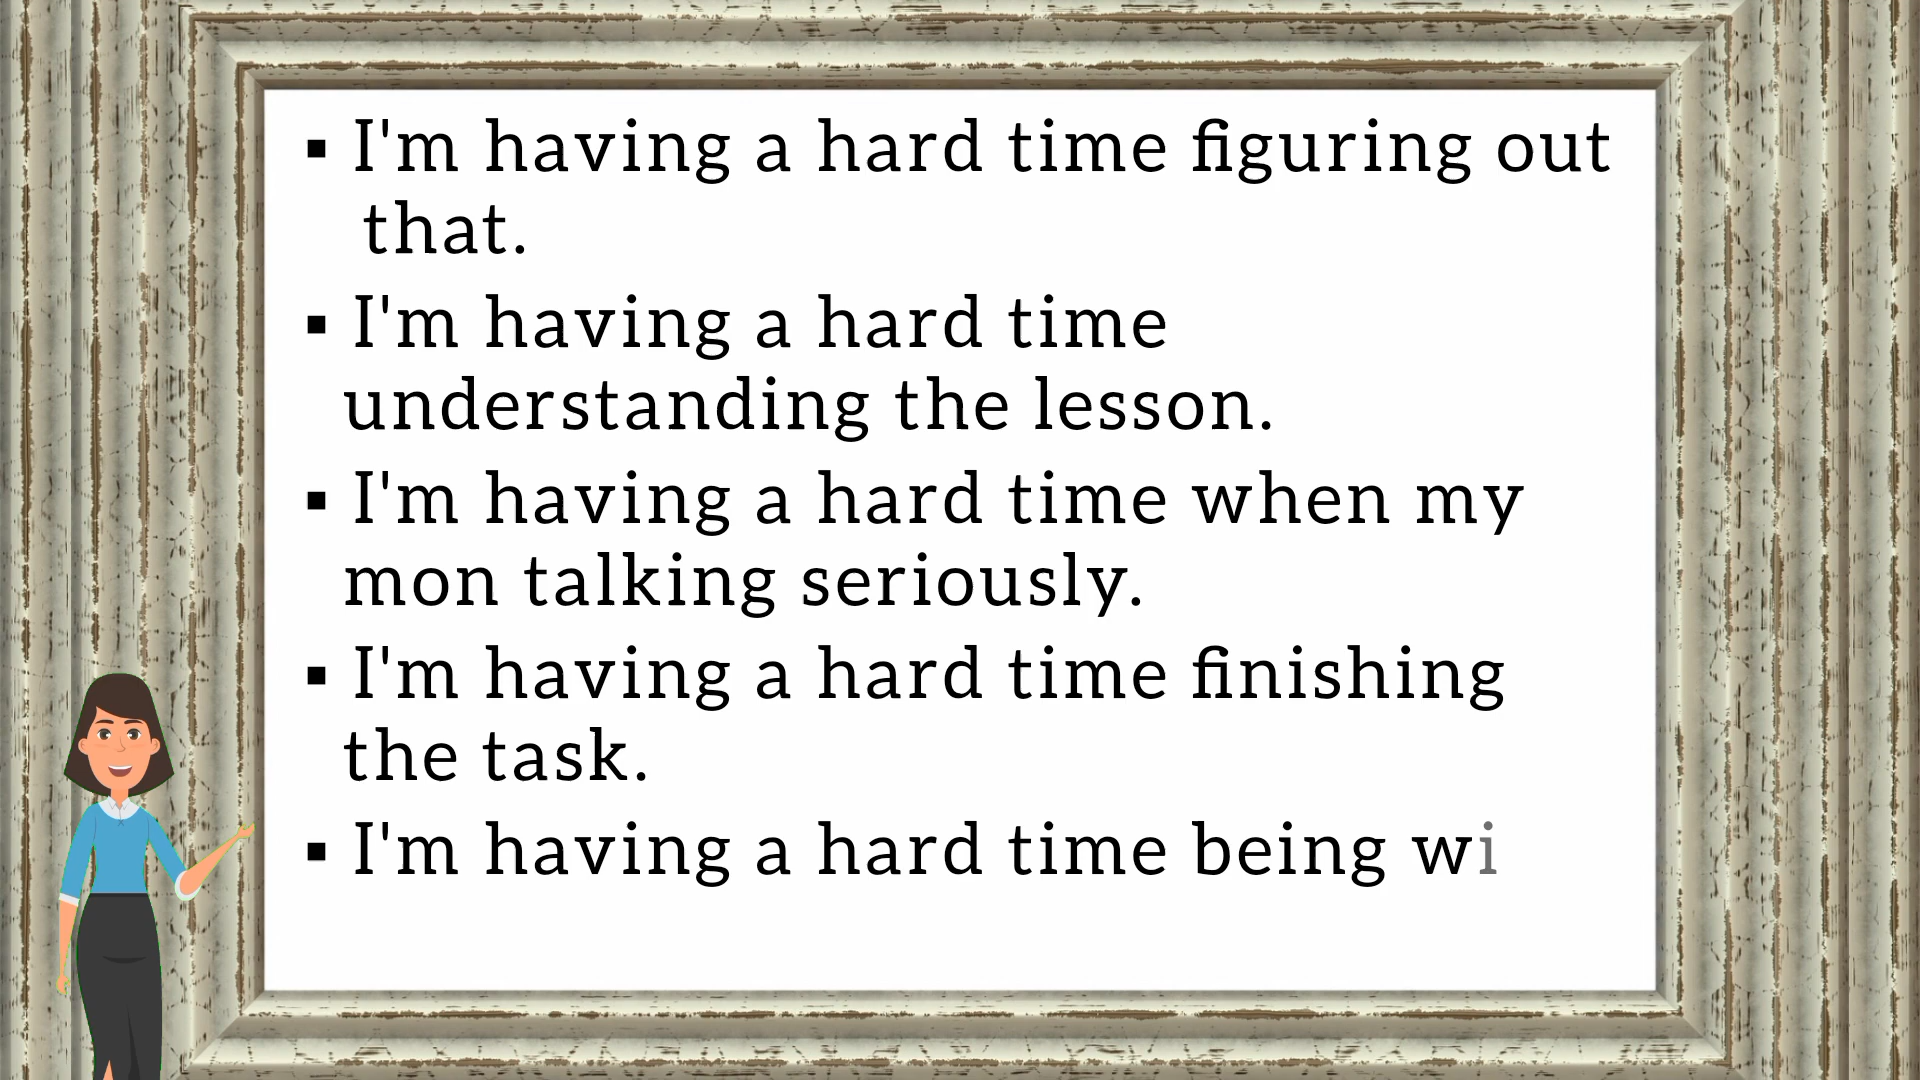 ▪ I'm having a hard time figuring out
that.
▪ I'm having a hard time
understanding the lesson.
▪ I'm having a hard time when my
mon talking seriously.
▪ I'm having a hard time finishing
the task.
▪ I'm having a hard time being wi